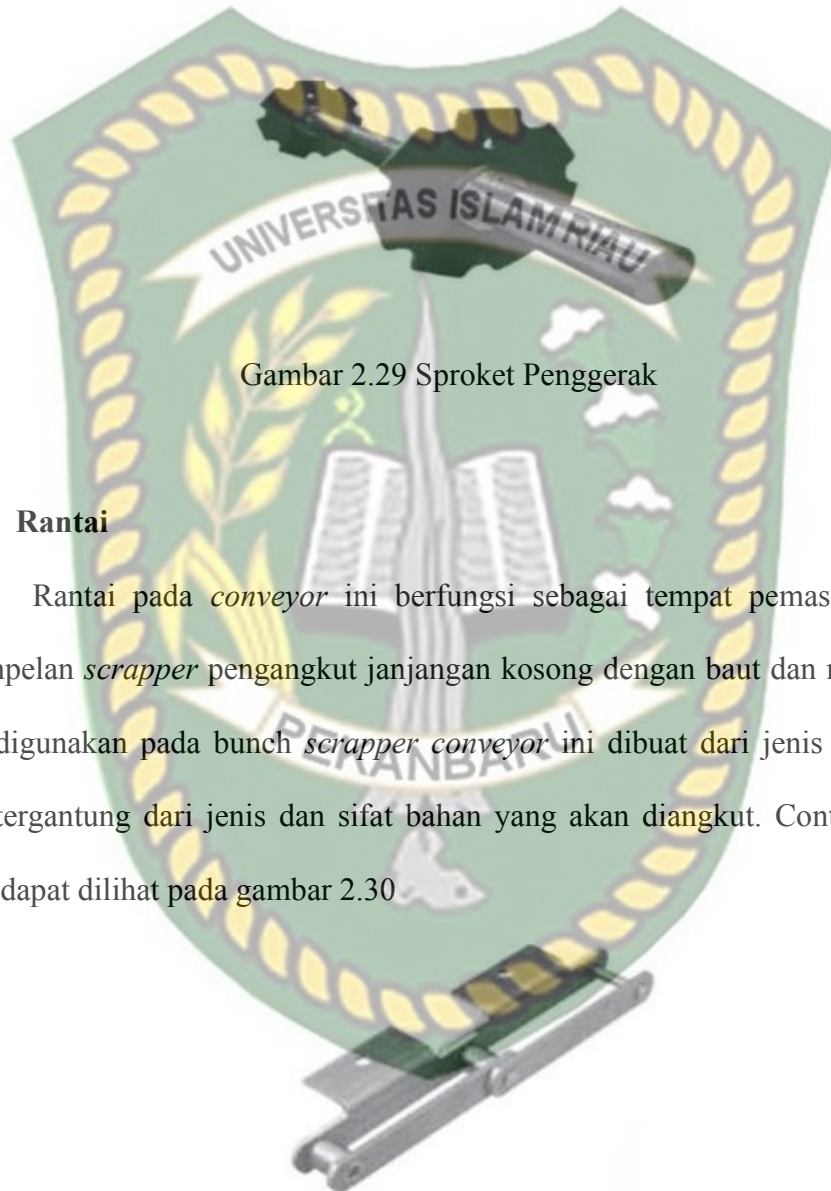 UNIVERSITAS ISLAM RIAU
Gambar 2.29 Sproket Penggerak
Rantai
Rantai pada conveyor ini berfungsi sebagai tempat pemas
scrapper pengangkut janjangan kosong dengan baut dan
digunakan pada bunch scrapper conveyor ini dibuat dari jenis
PEKANBARU
tergantung dari jenis dan sifat bahan yang akan diangkut. Cont
dapat dilihat pada gambar 2.30